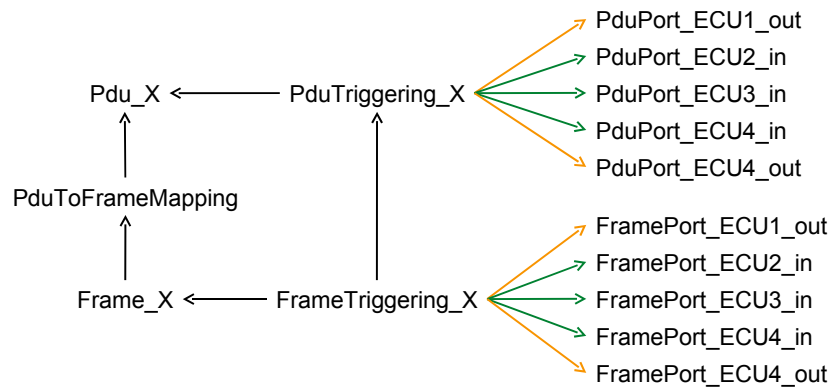 PduPort_ECU1_out
PduPort_ECU2_in
Pdu_X
PduTriggering_X
PduPort_ECU3_in
PduPort_ECU4_in
PduPort_ECU4_out
PduToFrameMapping
FramePort_ECU1_out
FramePort_ECU2_in
Frame_X
FrameTriggering_X
FramePort_ECU3_in
FramePort_ECU4_in
FramePort_ECU4_out